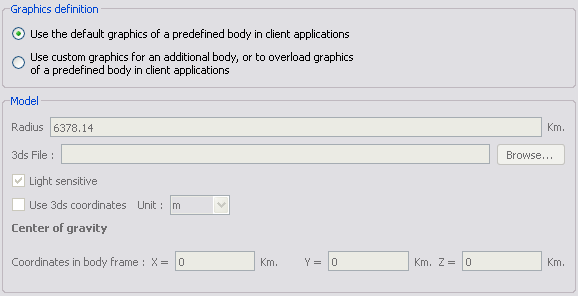 Graphics definition
Use the default graphics of a predefined body in client applications
Use custom graphics for an additional body, or to overload graphics
of a predefined body in client applications
Model
Radius 6378.14 Km.
3ds File : Browse...
Light sensitive
Use 3ds coordinates Unit : m
Center of gravity
Coordinates in body frame : X = 0 Km. Y = 0 Km. Z = 0 Km.